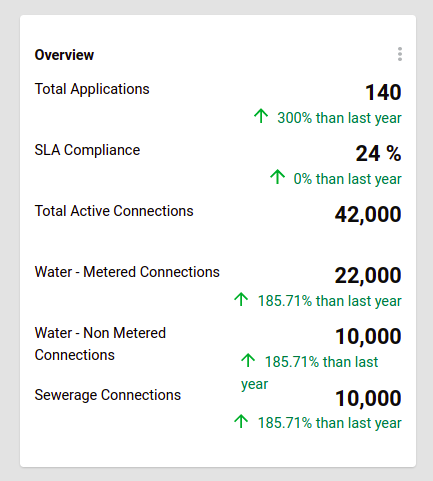 Overview
Total Applications 140
300% than last year
SLA Compliance 24 %
0% than last year
Total Active Connections 42,000
Water - Metered Connections 22,000
185.71% than last year
Water - Non Metered 10,000
Connections 185.71% than last
year
Sewerage Connections 10,000
185.71% than last year